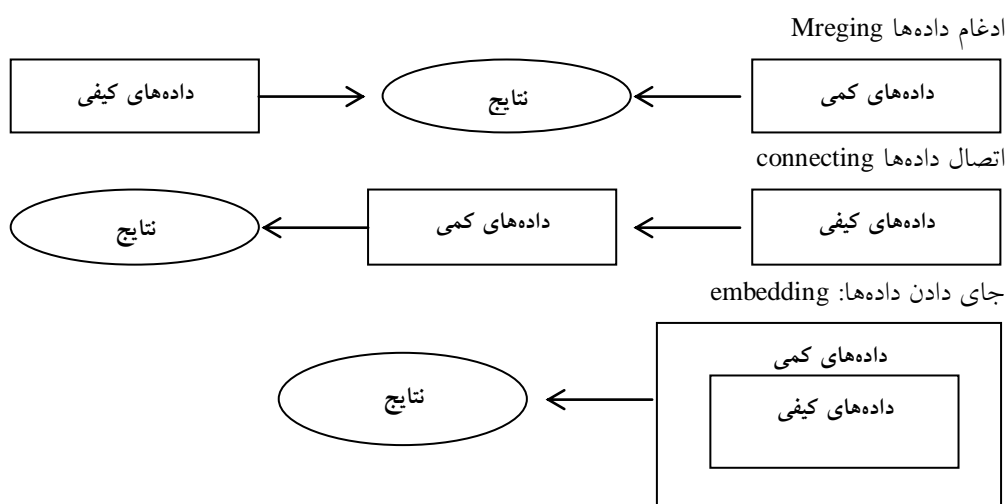 ادغام داده‌ها Mreging
داده‌های کمی
نتایج
داده‌های کیفی
اتصال داده‌ها connecting
داده‌های کیفی
داده‌های کمی
نتایج
جای دادن داده‌ها: embedding
داده‌های کمی
داده‌های کیفی
نتایج